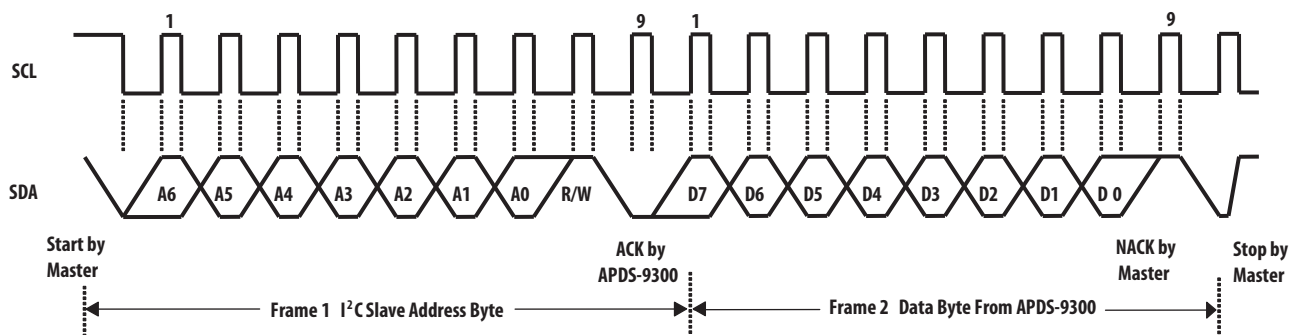 1 9 1 9
SCL
SDA A6 A5 A4 A3 A2 A1 A0 R/W D7 D6 D5 D4 D3 D2 D1 D 0
Start by
Master
ACK by
APDS-9300
NACK by
Master
Stop by
Master
Frame 1 I²C Slave Address Byte
Frame 2 Data Byte From APDS-9300